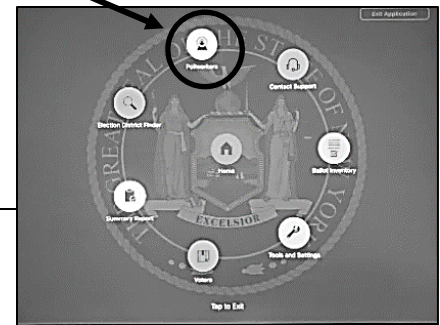 Exit Application
Pollworkers
Contact Support
Election District Finder
Home
Ballot Inventory
Summary Report
EXCELSIOR
Tools and Settings
Voters
Tap to Exit